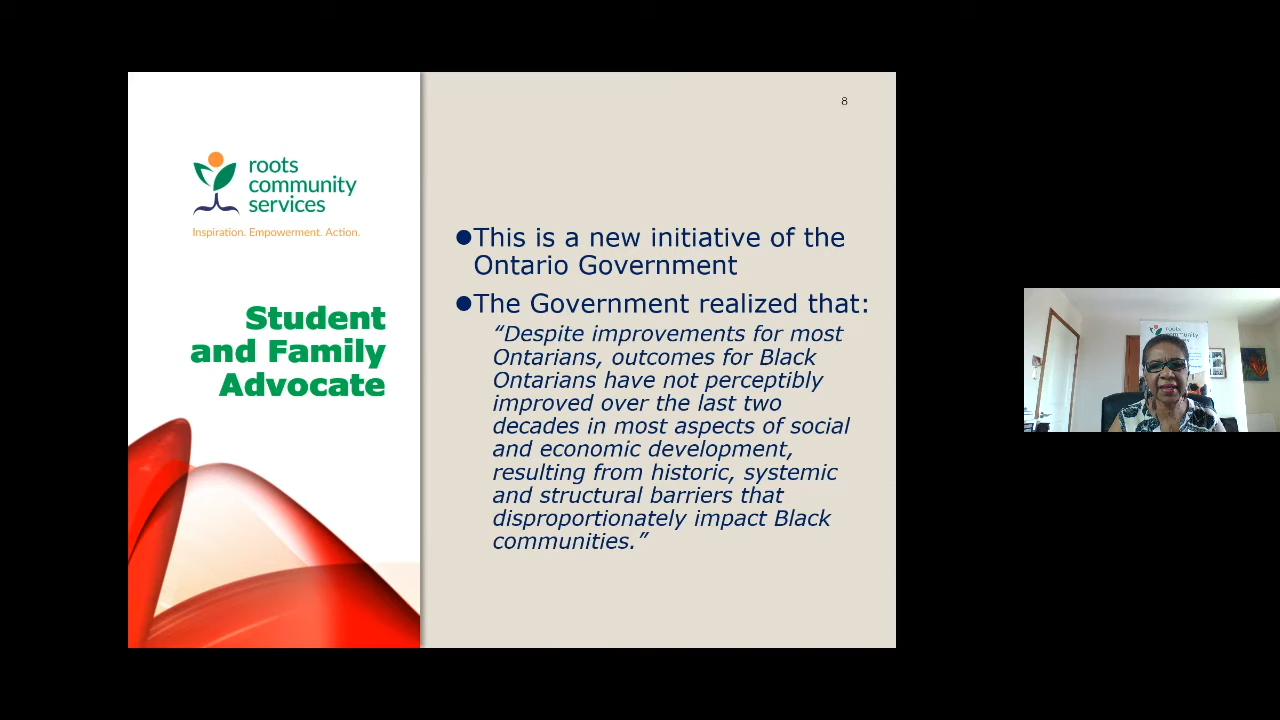 8
roots
community
services
Inspiration. Empowerment. Action.
Student
and Family
Advocate
●This is a new initiative of the
Ontario Government
●The Government realized that:
“Despite improvements for most
Ontarians, outcomes for Black
Ontarians have not perceptibly
improved over the last two
decades in most aspects of social
and economic development,
resulting from historic, systemic
and structural barriers that
disproportionately impact Black
communities.”
roots
community